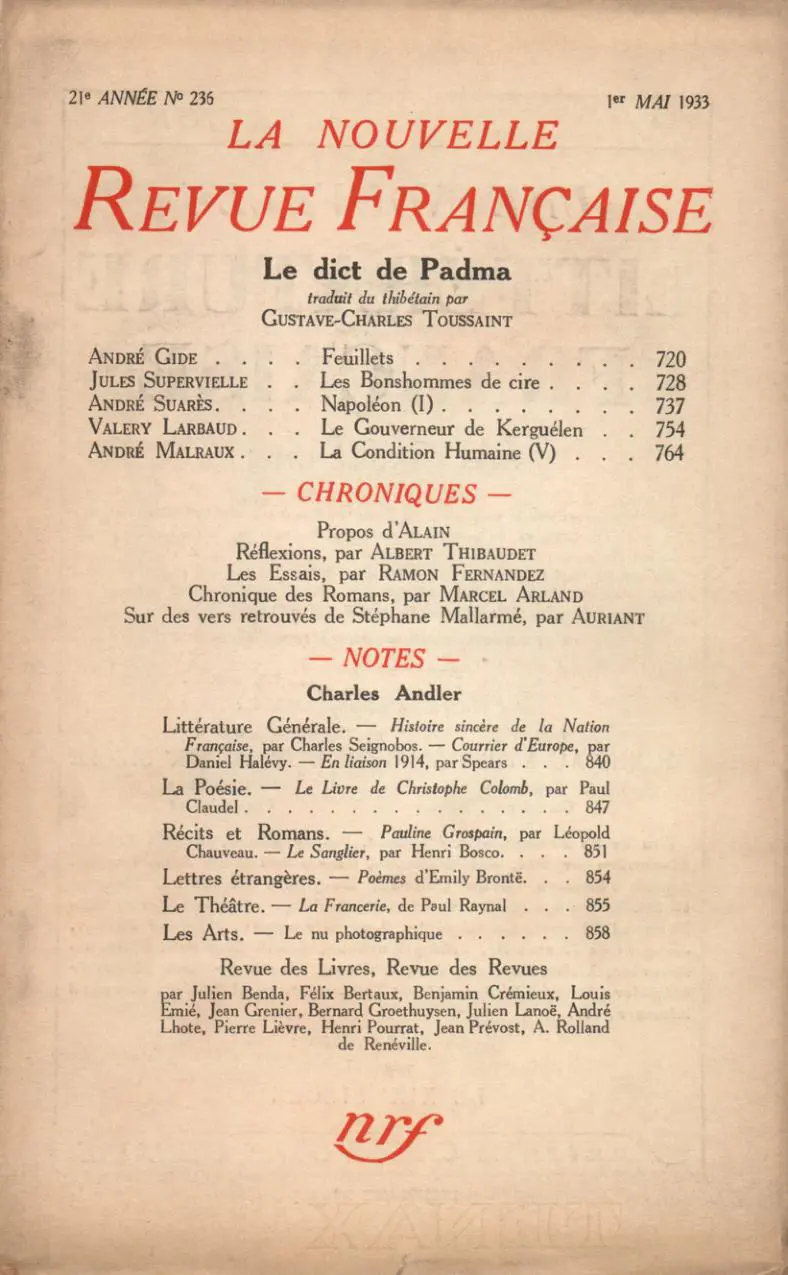 21e ANNÉE No 236
1er MAI 1933
LA NOUVELLE
REVUE FRANÇAISE
Le dict de Padma
traduit du thibétain par
GUSTAVE-CHARLES TOUSSAINT
ANDRÉ GIDE . . . . Feuillets . . . . . . . . . 720
JULES SUPERVIELLE . . Les Bonshommes de cire . . . . 728
ANDRÉ SUARÈS. . . . Napoléon (I) . . . . . . . . 737
VALERY LARBAUD. . . Le Gouverneur de Kerguélen . . 754
ANDRÉ MALRAUX. . . La Condition Humaine (V) . . . 764
— CHRONIQUES —
Propos d'ALAIN
Réflexions, par ALBERT THIBAUDET
Les Essais, par RAMON FERNANDEZ
Chronique des Romans, par MARCEL ARLAND
Sur des vers retrouvés de Stéphane Mallarmé, par AURIANT
— NOTES —
Charles Andler
Littérature Générale. — Histoire sincère de la Nation
Française, par Charles Seignobos. — Courrier d'Europe, par
Daniel Halévy. — En liaison 1914, par Spears . . . 840
La Poésie. — Le Livre de Christophe Colomb, par Paul
Claudel . . . . . . . . . . . . . . . . 847
Récits et Romans. — Pauline Grospain, par Léopold
Chauveau. — Le Sanglier, par Henri Bosco. . . . 851
Lettres étrangères. — Poèmes d'Emily Brontë. . . 854
Le Théâtre. — La Francerie, de Paul Raynal . . . 855
Les Arts. — Le nu photographique . . . . . . 858
Revue des Livres, Revue des Revues
par Julien Benda, Félix Bertaux, Benjamin Crémieux, Louis
Emié, Jean Grenier, Bernard Groethuysen, Julien Lanoë, André
Lhote, Pierre Lièvre, Henri Pourrat, Jean Prévost, A. Rolland
de Renéville.
nrf